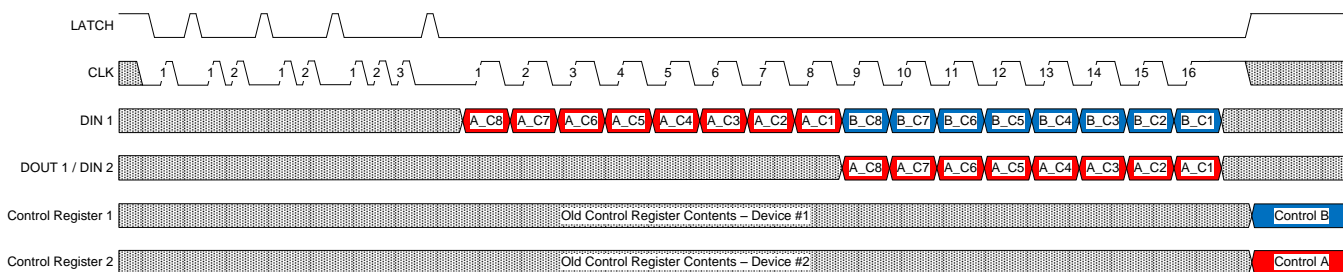 LATCH
CLK 1 1 2 1 2 1 2 3 1 2 3 4 5 6 7 8 9 10 11 12 13 14 15 16
DIN 1 A_C8 A_C7 A_C6 A_C5 A_C4 A_C3 A_C2 A_C1 B_C8 B_C7 B_C6 B_C5 B_C4 B_C3 B_C2 B_C1
DOUT 1 / DIN 2 A_C8 A_C7 A_C6 A_C5 A_C4 A_C3 A_C2 A_C1
Control Register 1 Old Control Register Contents – Device #1 Control B
Control Register 2 Old Control Register Contents – Device #2 Control A